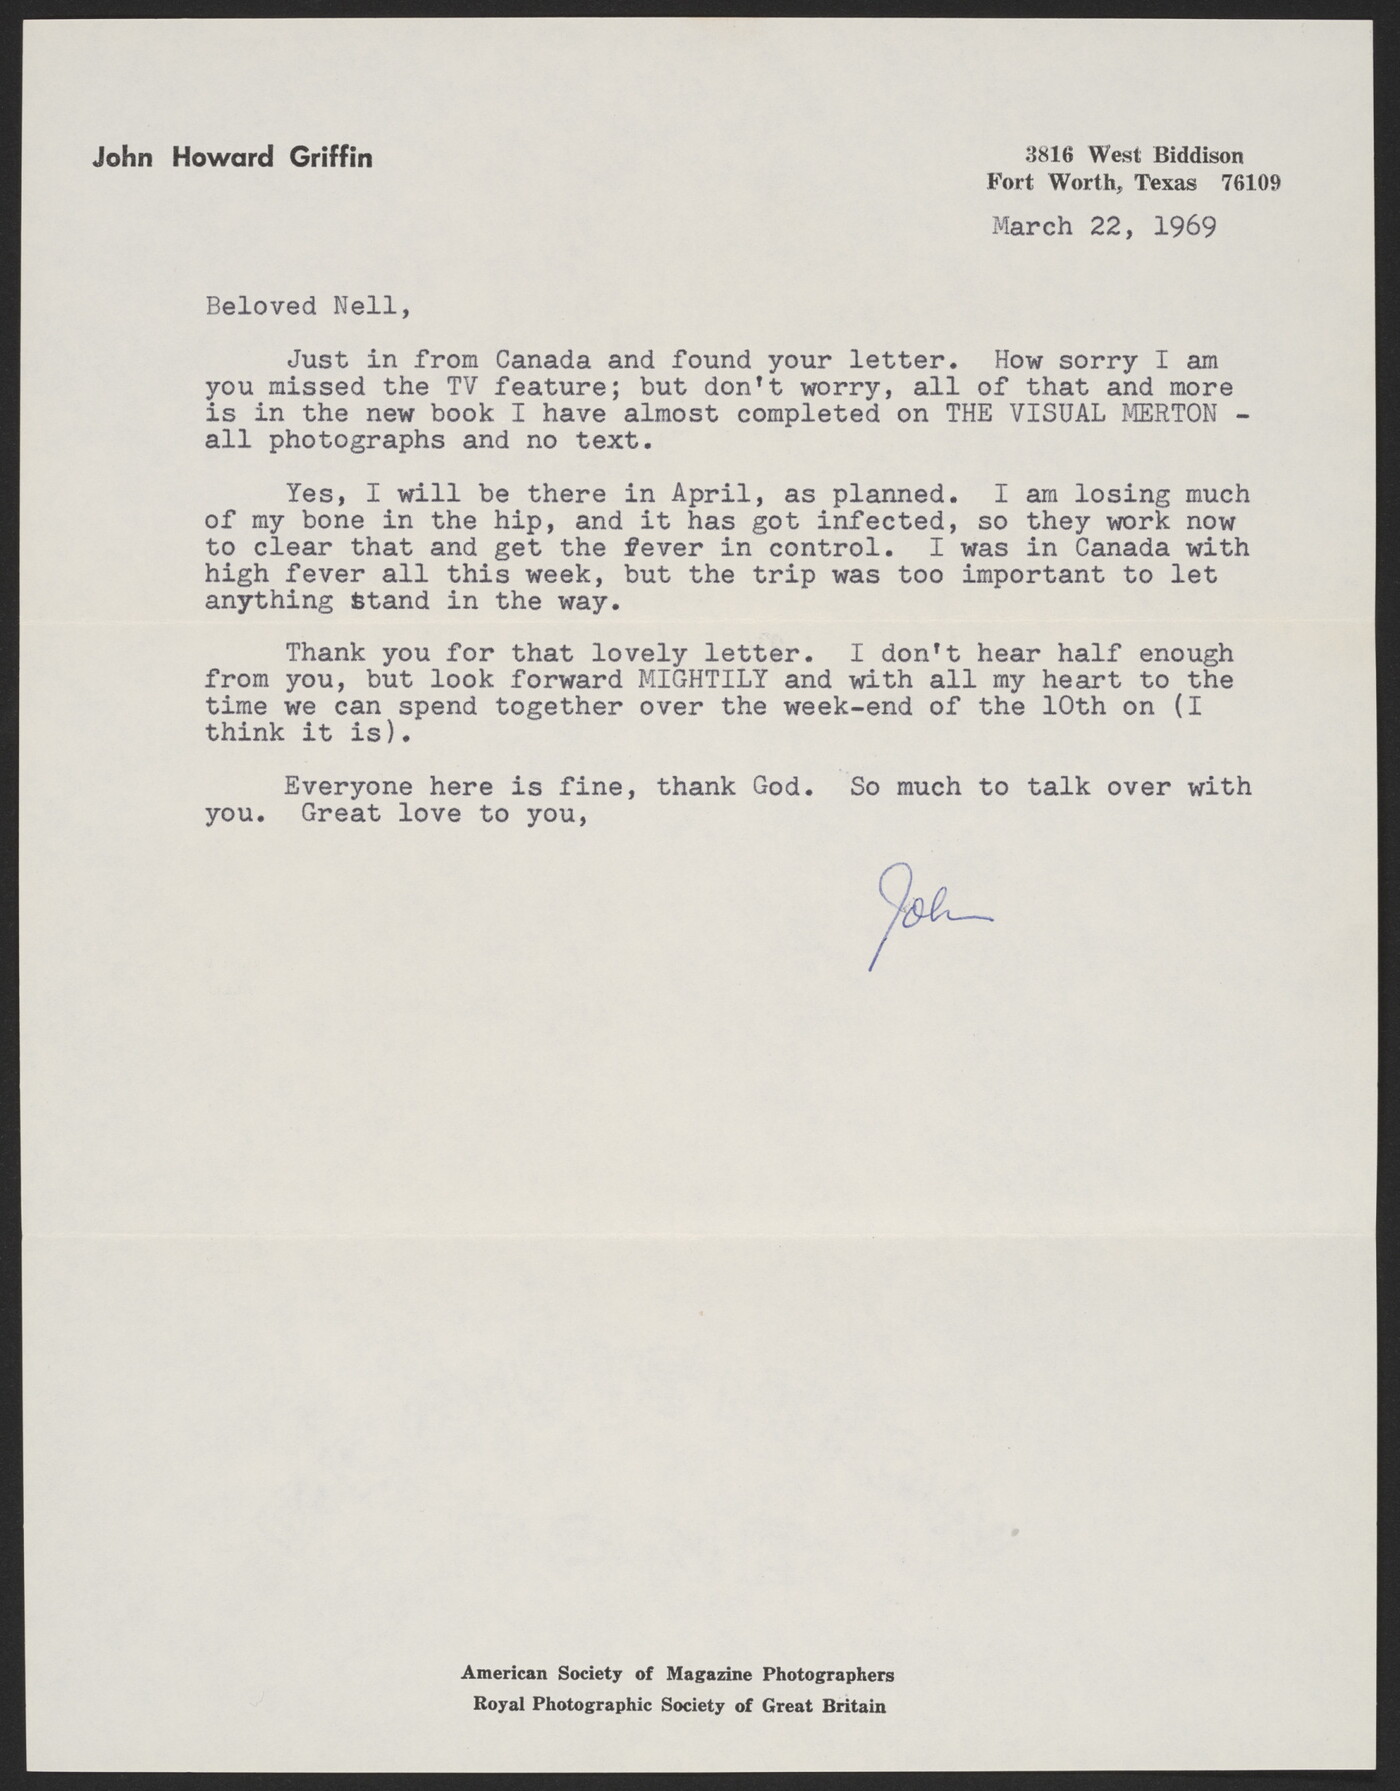 John Howard Griffin
3816 West Biddison
Fort Worth, Texas 76109
March 22, 1969
Beloved Nell,
Just in from Canada and found your letter. How sorry I am
you missed the TV feature; but don't worry, all of that and more
is in the new book I have almost completed on THE VISUAL MERTON -
all photographs and no text.
Yes, I will be there in April, as planned. I am losing much
of my bone in the hip, and it has got infected, so they work now
to clear that and get the fever in control. I was in Canada with
high fever all this week, but the trip was too important to let
anything stand in the way.
Thank you for that lovely letter. I don't hear half enough
from you, but look forward MIGHTILY and with all my heart to the
time we can spend together over the week-end of the 10th on (I
think it is).
Everyone here is fine, thank God. So much to talk over with
you. Great love to you,
John
American Society of Magazine Photographers
Royal Photographic Society of Great Britain